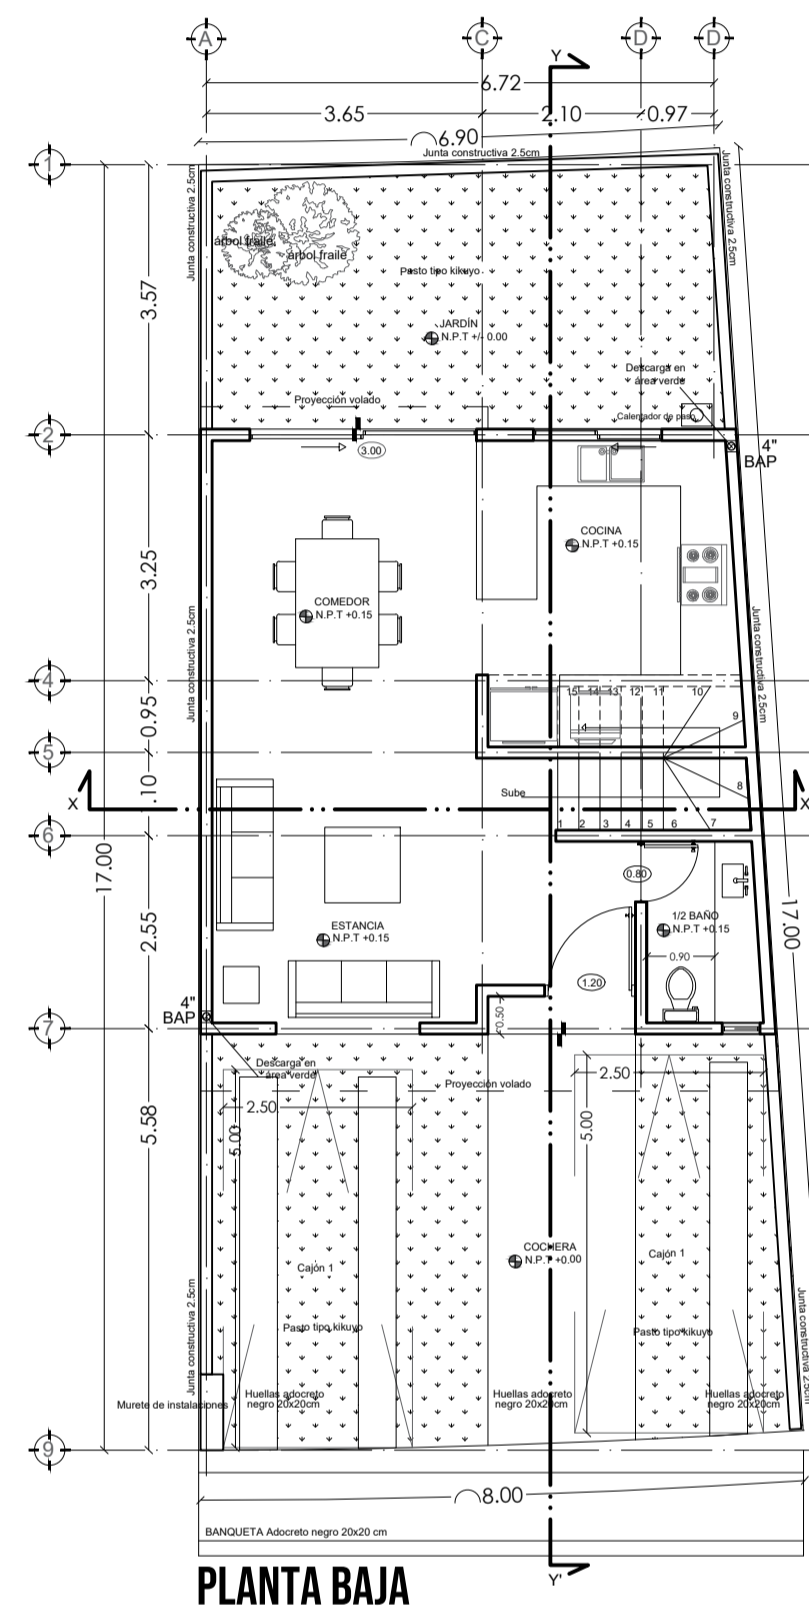 A
C
D
D
Y
6.72
3.65
2.10
0.97
6.90
Junta constructiva 2.5cm
1
Junta constructiva 2.5cm
Junta constructiva 2.5cm
árbol fraile
árbol fraile
Pasto tipo kikuyo
3.57
JARDÍN
N.P.T +/- 0.00
Descarga en
área verde
Proyección volado
Calentador de paso
2
3.00
4"
BAP
COCINA
N.P.T +0.15
3.25
COMEDOR
N.P.T +0.15
Junta constructiva 2.5cm
Junta constructiva 2.5cm
4
15 14 13 12 11 10
9
0.95
5
8
.10
Sube
X
X'
1 2 3 4 5 6 7
6
17.00
17.00
0.80
2.55
ESTANCIA
N.P.T +0.15
1/2 BAÑO
N.P.T +0.15
0.90
1.20
4"
BAP
0.50
7
Descarga en
área verde
Proyección volado
2.50
2.50
5.00
5.00
5.58
COCHERA
N.P.T +0.00
Cajón 1
Cajón 1
Pasto tipo kikuyo
Pasto tipo kikuyo
Junta constructiva 2.5cm
Junta constructiva 2.5cm
Murete de instalaciones
Huellas adocreto
negro 20x20cm
Huellas adocreto
negro 20x20cm
Huellas adocreto
negro 20x20cm
9
8.00
BANQUETA Adocreto negro 20x20 cm
PLANTA BAJA
Y'